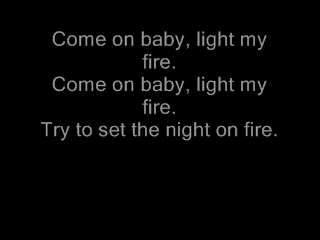 Come on baby, light my
fire.
Come on baby, light my
fire.
Try to set the night on fire.